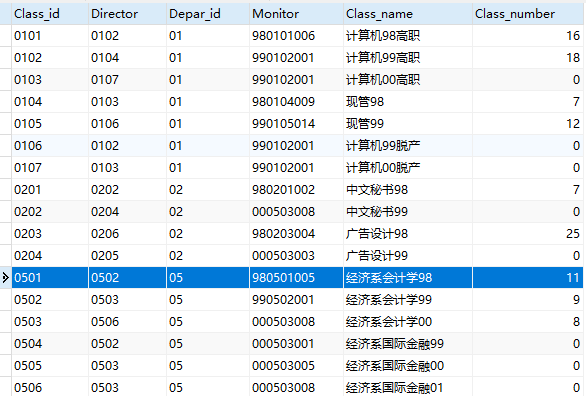 Class_id Director Depar_id Monitor Class_name Class_number
0101 0102 01 980101006 计算机98高职 16
0102 0104 01 990102001 计算机99高职 18
0103 0107 01 990102001 计算机00高职 0
0104 0103 01 980104009 现管98 7
0105 0106 01 990105014 现管99 12
0106 0102 01 990102001 计算机99脱产 0
0107 0103 01 990102001 计算机00脱产 0
0201 0202 02 980201002 中文秘书98 7
0202 0204 02 000503008 中文秘书99 0
0203 0206 02 980203004 广告设计98 25
0204 0205 02 000503003 广告设计99 0
0501 0502 05 980501005 经济系会计学98 11
0502 0503 05 990502001 经济系会计学99 9
0503 0506 05 000503008 经济系会计学00 8
0504 0502 05 000503001 经济系国际金融99 0
0505 0503 05 000503005 经济系国际金融00 0
0506 0503 05 000503008 经济系国际金融01 0